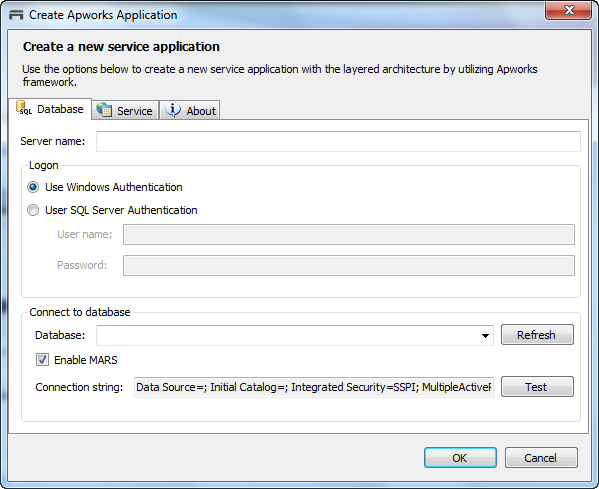 Create Apworks Application
Create a new service application
Use the options below to create a new service application with the layered architecture by utilizing Apworks
framework.
SQL Database Service About
Server name:
Logon
Use Windows Authentication
User SQL Server Authentication
User name:
Password:
Connect to database
Database: Refresh
Enable MARS
Connection string: Data Source=; Initial Catalog=; Integrated Security=SSPI; MultipleActiveR Test
OK Cancel